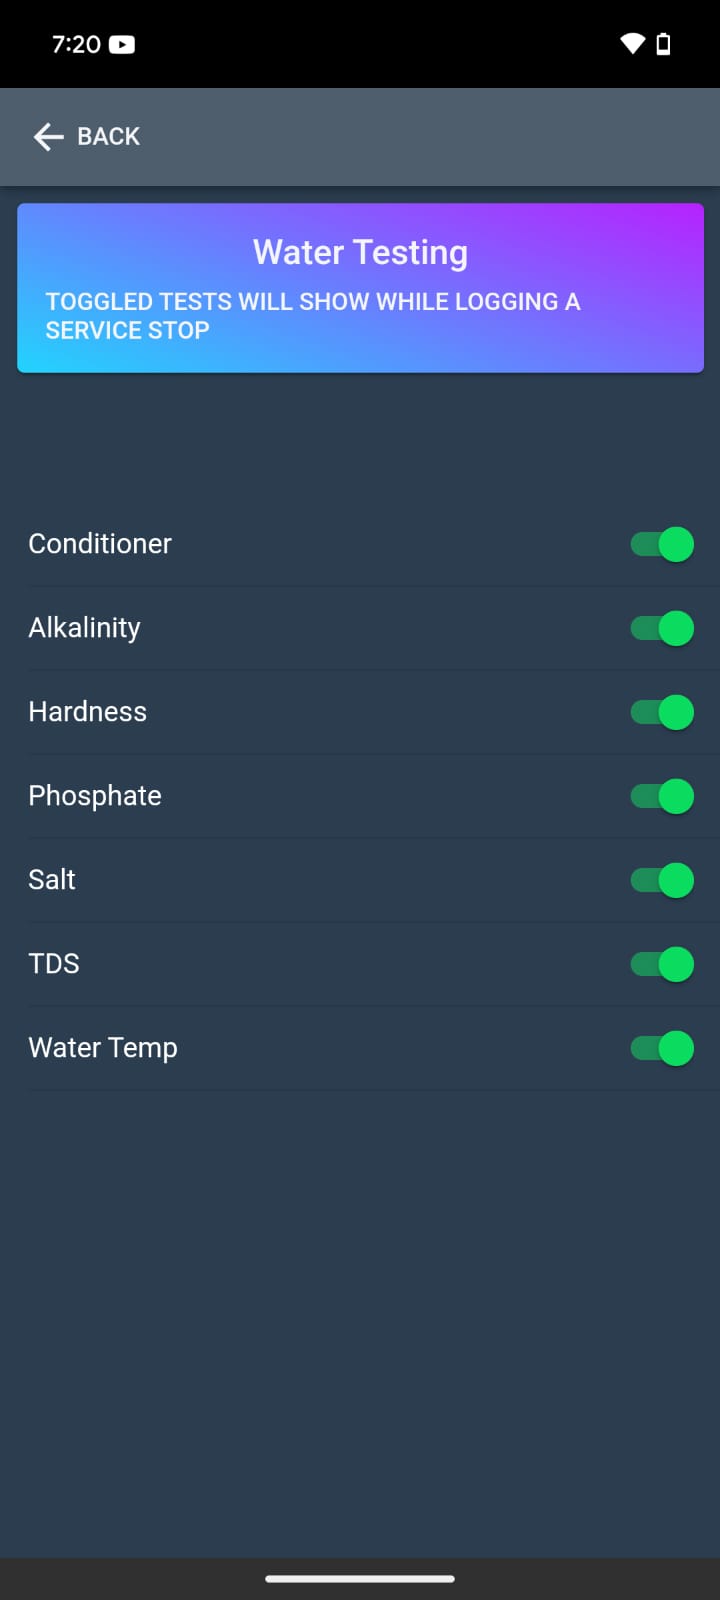 7:20
BACK
Water Testing
TOGGLED TESTS WILL SHOW WHILE LOGGING A
SERVICE STOP
Conditioner
Alkalinity
Hardness
Phosphate
Salt
TDS
Water Temp